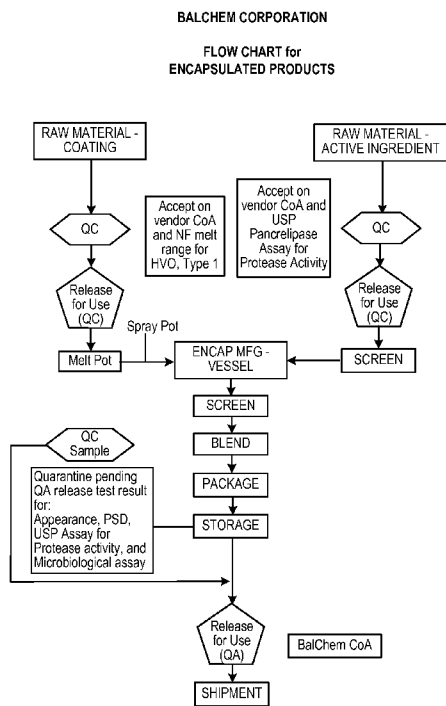 BALCHEM CORPORATION
FLOW CHART for
ENCAPSULATED PRODUCTS
RAW MATERIAL -
COATING
RAW MATERIAL -
ACTIVE INGREDIENT
QC
Accept on
vendor CoA
and NF melt
range for
HVO, Type 1
Accept on
vendor CoA and
USP
Pancrelipase
Assay for
Protease Activity
QC
Release
for Use
(QC)
Release
for Use
(QC)
Spray Pot
Melt Pot
ENCAP MFG -
VESSEL
SCREEN
SCREEN
BLEND
QC
Sample
PACKAGE
Quarantine pending
QA release test result
for:
Appearance, PSD,
USP Assay for
Protease activity, and
Microbiological assay
STORAGE
Release
for Use
(QA)
BalChem CoA
SHIPMENT